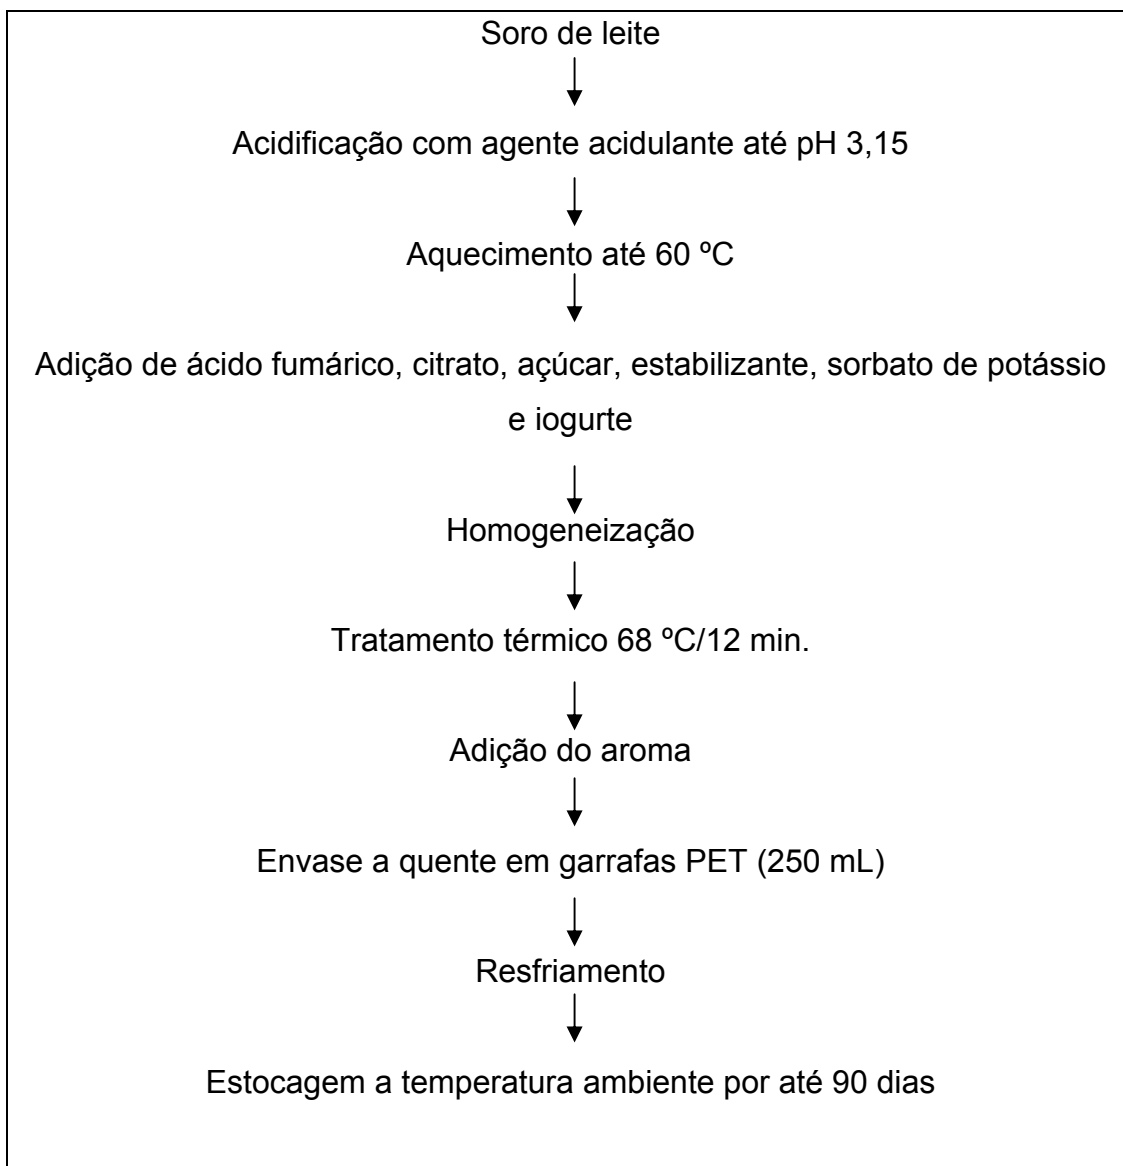 Soro de leite
Acidificação com agente acidulante até pH 3,15
Aquecimento até 60 ºC
Adição de ácido fumárico, citrato, açúcar, estabilizante, sorbato de potássio
e iogurte
Homogeneização
Tratamento térmico 68 ºC/12 min.
Adição do aroma
Envase a quente em garrafas PET (250 mL)
Resfriamento
Estocagem a temperatura ambiente por até 90 dias